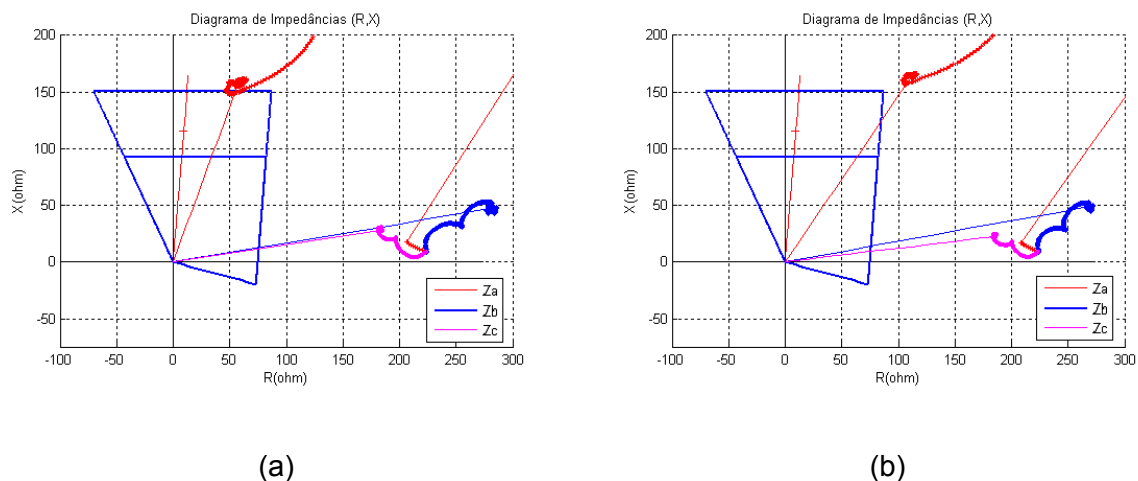 Diagrama de Impedâncias (R,X)
200
150
100
50
0
-50
X(ohm)
-100 -50 0 50 100 150 200 250 300
R(ohm)
Za
Zb
Zc
(a)
Diagrama de Impedâncias (R,X)
200
150
100
50
0
-50
X(ohm)
-100 -50 0 50 100 150 200 250 300
R(ohm)
Za
Zb
Zc
(b)